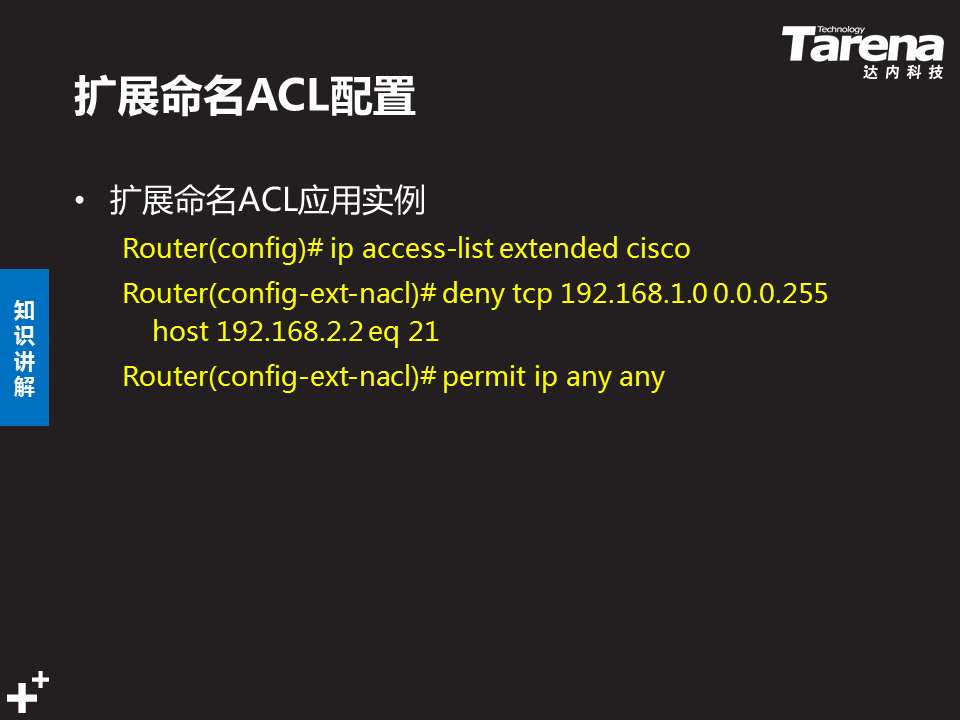 Technology
Tarena
达内科技
扩展命名ACL配置
• 扩展命名ACL应用实例
Router(config)# ip access-list extended cisco
Router(config-ext-nacl)# deny tcp 192.168.1.0 0.0.0.255
host 192.168.2.2 eq 21
Router(config-ext-nacl)# permit ip any any
知
识
讲
解